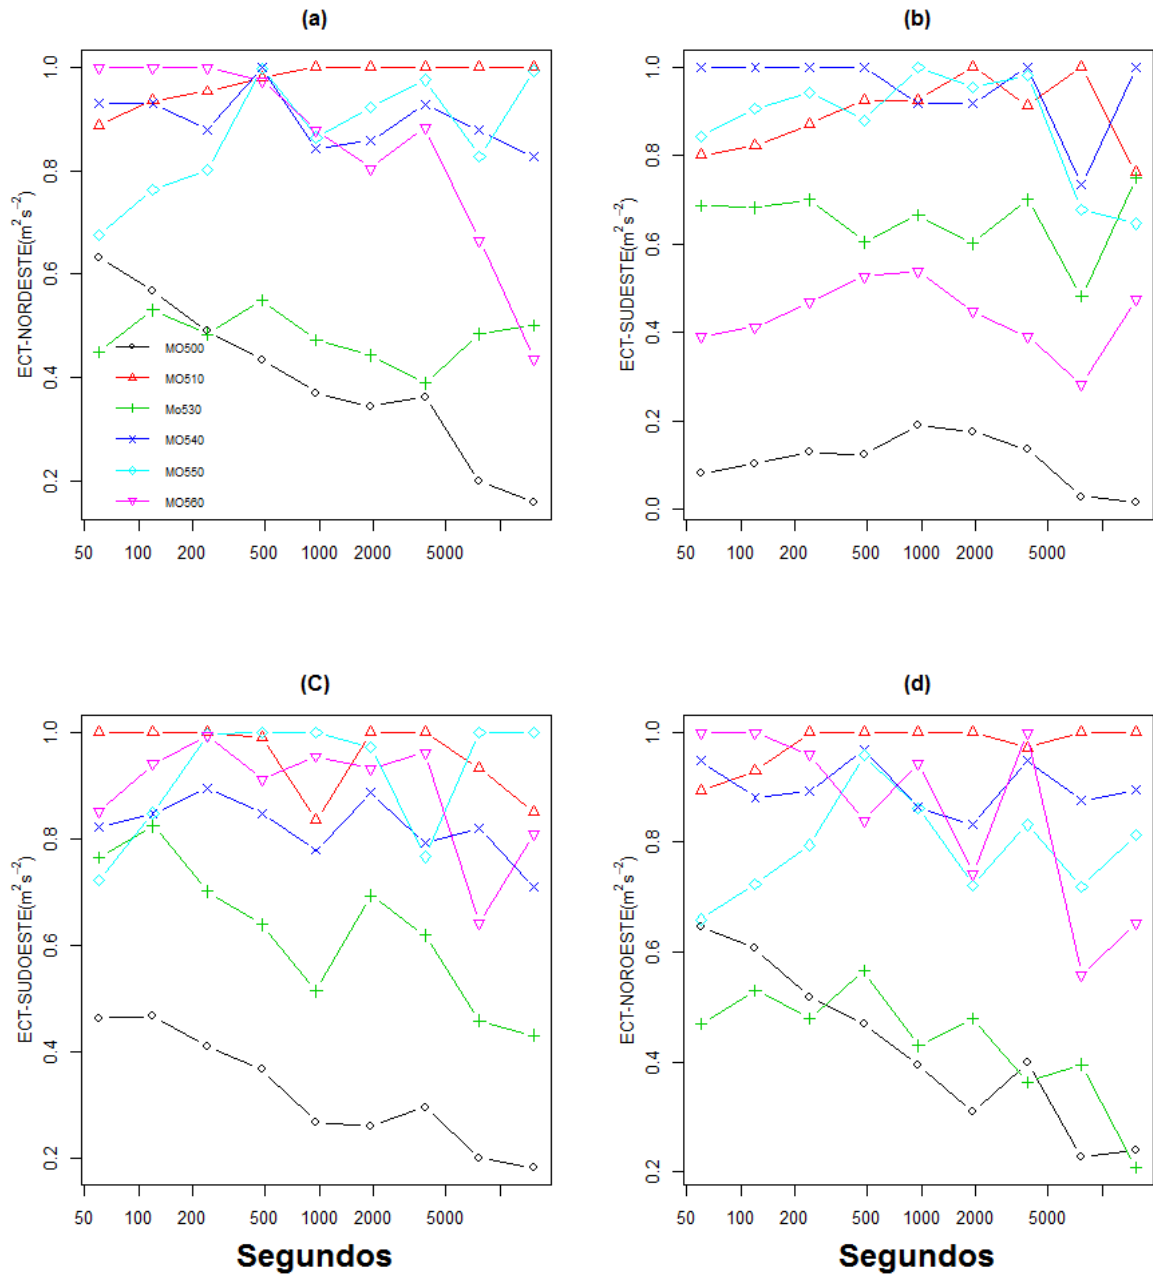 (a)
ECT-NORDESTE(m² s⁻²)
1.0
0.8
0.6
0.4
0.2
MO500
MO510
Mo530
MO540
MO550
MO560
50 100 200 500 1000 2000 5000
(b)
ECT-SUDESTE(m² s⁻²)
1.0
0.8
0.6
0.4
0.2
0.0
50 100 200 500 1000 2000 5000
(C)
ECT-SUDOESTE(m² s⁻²)
1.0
0.8
0.6
0.4
0.2
50 100 200 500 1000 2000 5000
Segundos
(d)
ECT-NOROESTE(m² s⁻²)
1.0
0.8
0.6
0.4
0.2
50 100 200 500 1000 2000 5000
Segundos